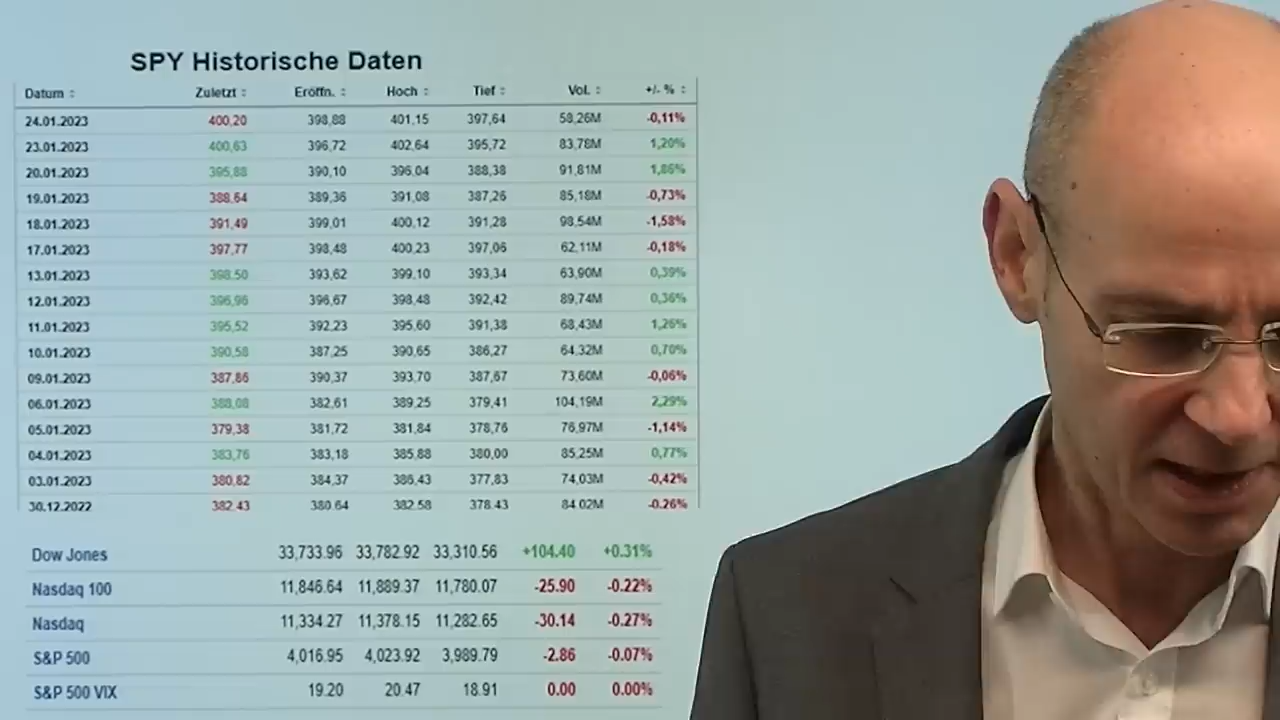 SPY Historische Daten
Datum Zuletzt Eröffn. Hoch Tief Vol. +/- %
24.01.2023 400,20 398,88 401,15 397,64 58,26M -0,11%
23.01.2023 400,63 396,72 402,64 395,72 83,78M 1,20%
20.01.2023 395,88 390,10 396,04 388,38 91,81M 1,86%
19.01.2023 388,64 389,36 391,08 387,26 85,18M -0,73%
18.01.2023 391,49 399,01 400,12 391,28 98,54M -1,58%
17.01.2023 397,77 398,48 400,23 397,06 62,11M -0,18%
13.01.2023 398,50 393,62 399,10 393,34 63,90M 0,39%
12.01.2023 396,96 396,67 398,48 392,42 89,74M 0,36%
11.01.2023 395,52 392,23 395,60 391,38 68,43M 1,26%
10.01.2023 390,58 387,25 390,65 386,27 64,32M 0,70%
09.01.2023 387,86 390,37 393,70 387,67 73,60M -0,06%
06.01.2023 388,08 382,61 389,25 379,41 104,19M 2,29%
05.01.2023 379,38 381,72 381,84 378,76 76,97M -1,14%
04.01.2023 383,76 383,18 385,88 380,00 85,25M 0,77%
03.01.2023 380,82 384,37 386,43 377,83 74,03M -0,42%
30.12.2022 382.43 380.64 382.58 378.43 84.02M -0.26%
Dow Jones 33,733.96 33,782.92 33,310.56 +104.40 +0.31%
Nasdaq 100 11,846.64 11,889.37 11,780.07 -25.90 -0.22%
Nasdaq 11,334.27 11,378.15 11,282.65 -30.14 -0.27%
S&P 500 4,016.95 4,023.92 3,989.79 -2.86 -0.07%
S&P 500 VIX 19.20 20.47 18.91 0.00 0.00%